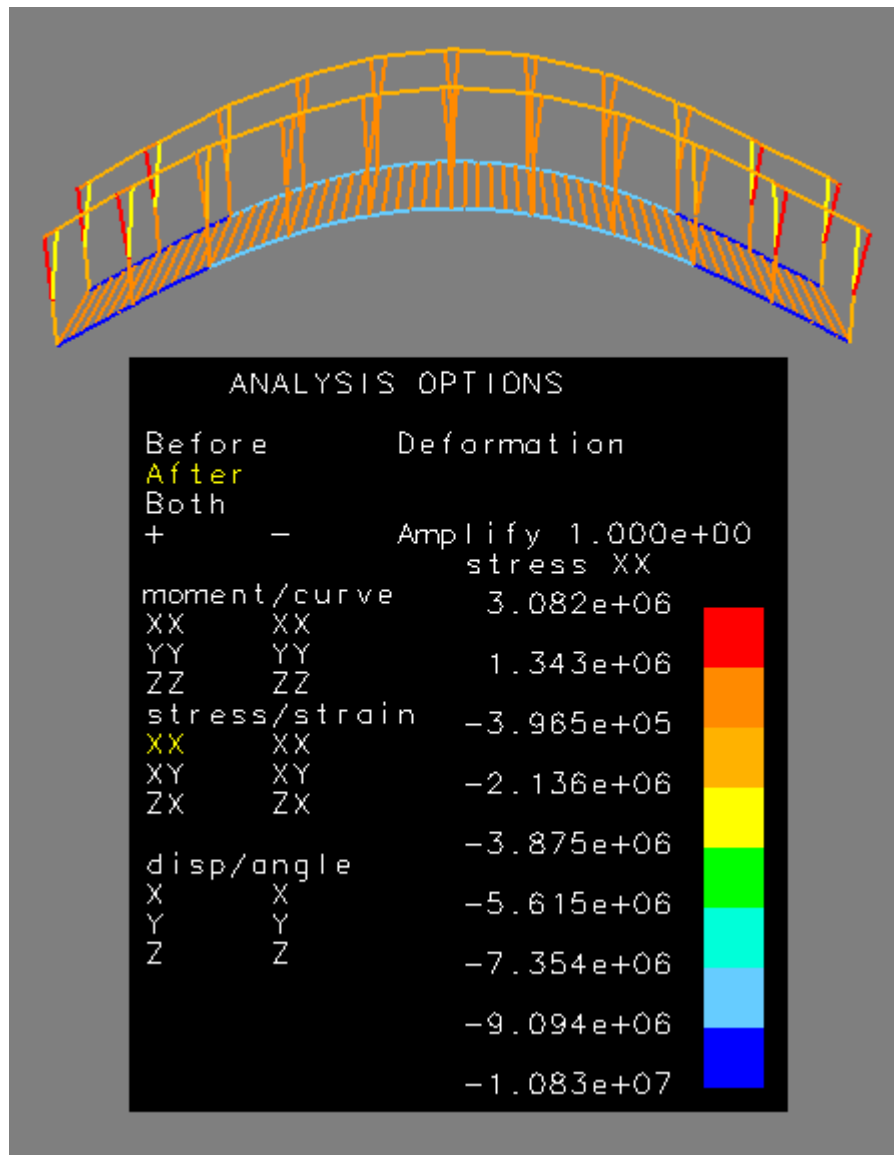 ANALYSIS OPTIONS
Before Deformation
After
Both
+ - Amplify 1.000e+00
stress XX
moment/curve 3.082e+06
XX XX
YY YY 1.343e+06
ZZ ZZ
stress/strain -3.965e+05
XX XX
XY XY -2.136e+06
ZX ZX
-3.875e+06
disp/angle
X X -5.615e+06
Y Y
Z Z -7.354e+06
-9.094e+06
-1.083e+07